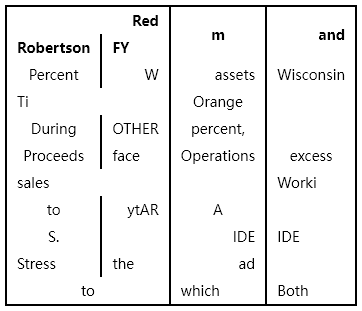 Red m and
Robertson FY
Percent W assets Wisconsin
Ti Orange
During OTHER percent,
Proceeds face Operations excess
sales Worki
to ytAR A
S. IDE IDE
Stress the ad
to which Both